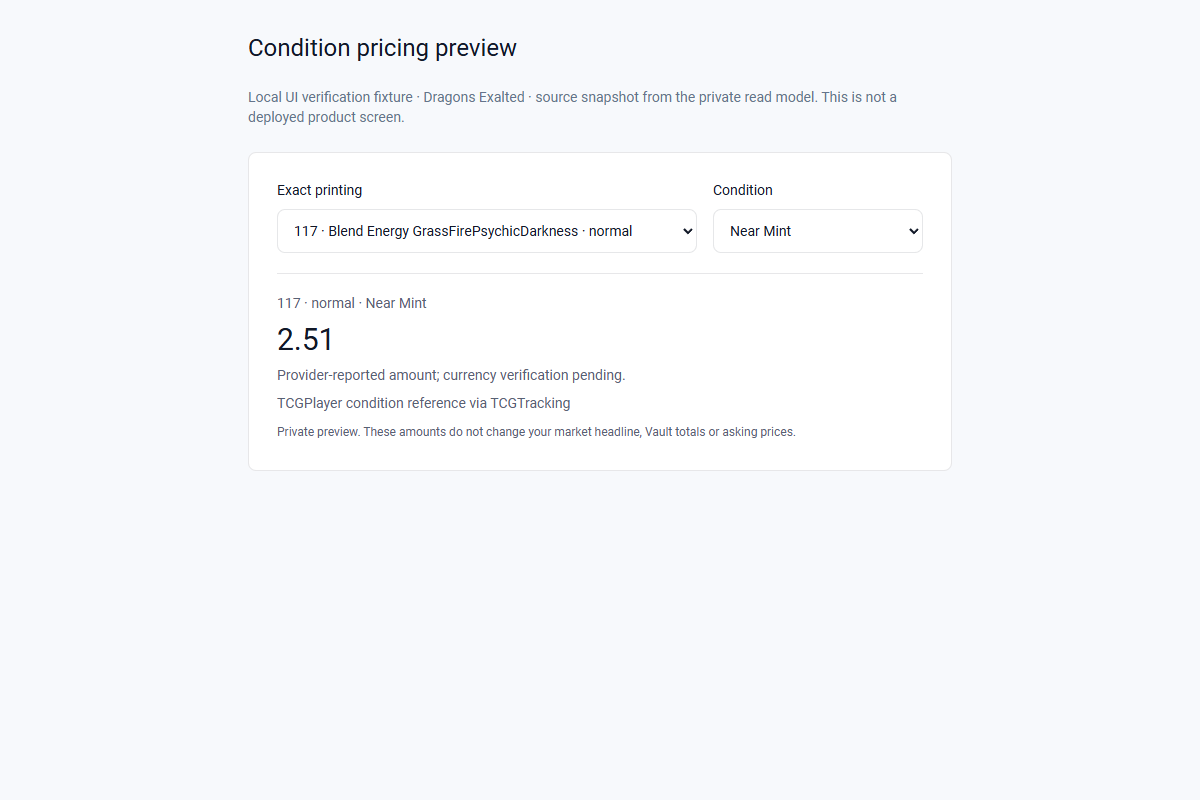 Condition pricing preview
Local UI verification fixture · Dragons Exalted · source snapshot from the private read model. This is not a
deployed product screen.
Exact printing
Condition
117 · Blend Energy GrassFirePsychicDarkness · normal
Near Mint
117 · normal · Near Mint
2.51
Provider-reported amount; currency verification pending.
TCGPlayer condition reference via TCGTracking
Private preview. These amounts do not change your market headline, Vault totals or asking prices.